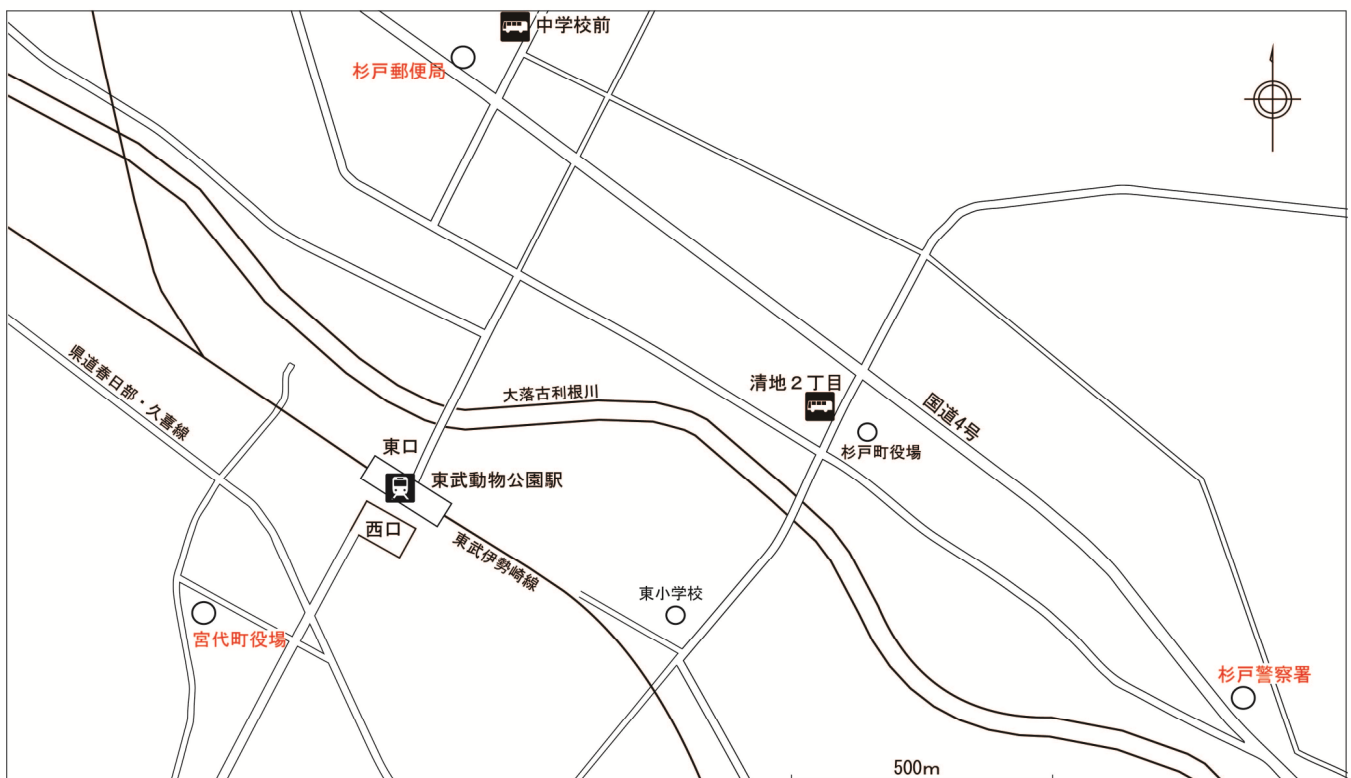 中学校前
杉戸郵便局
県道春日部・久喜線
大落古利根川
清地2丁目
国道4号
杉戸町役場
東口
東武動物公園駅
西口
東武伊勢崎線
東小学校
宮代町役場
杉戸警察署
500m